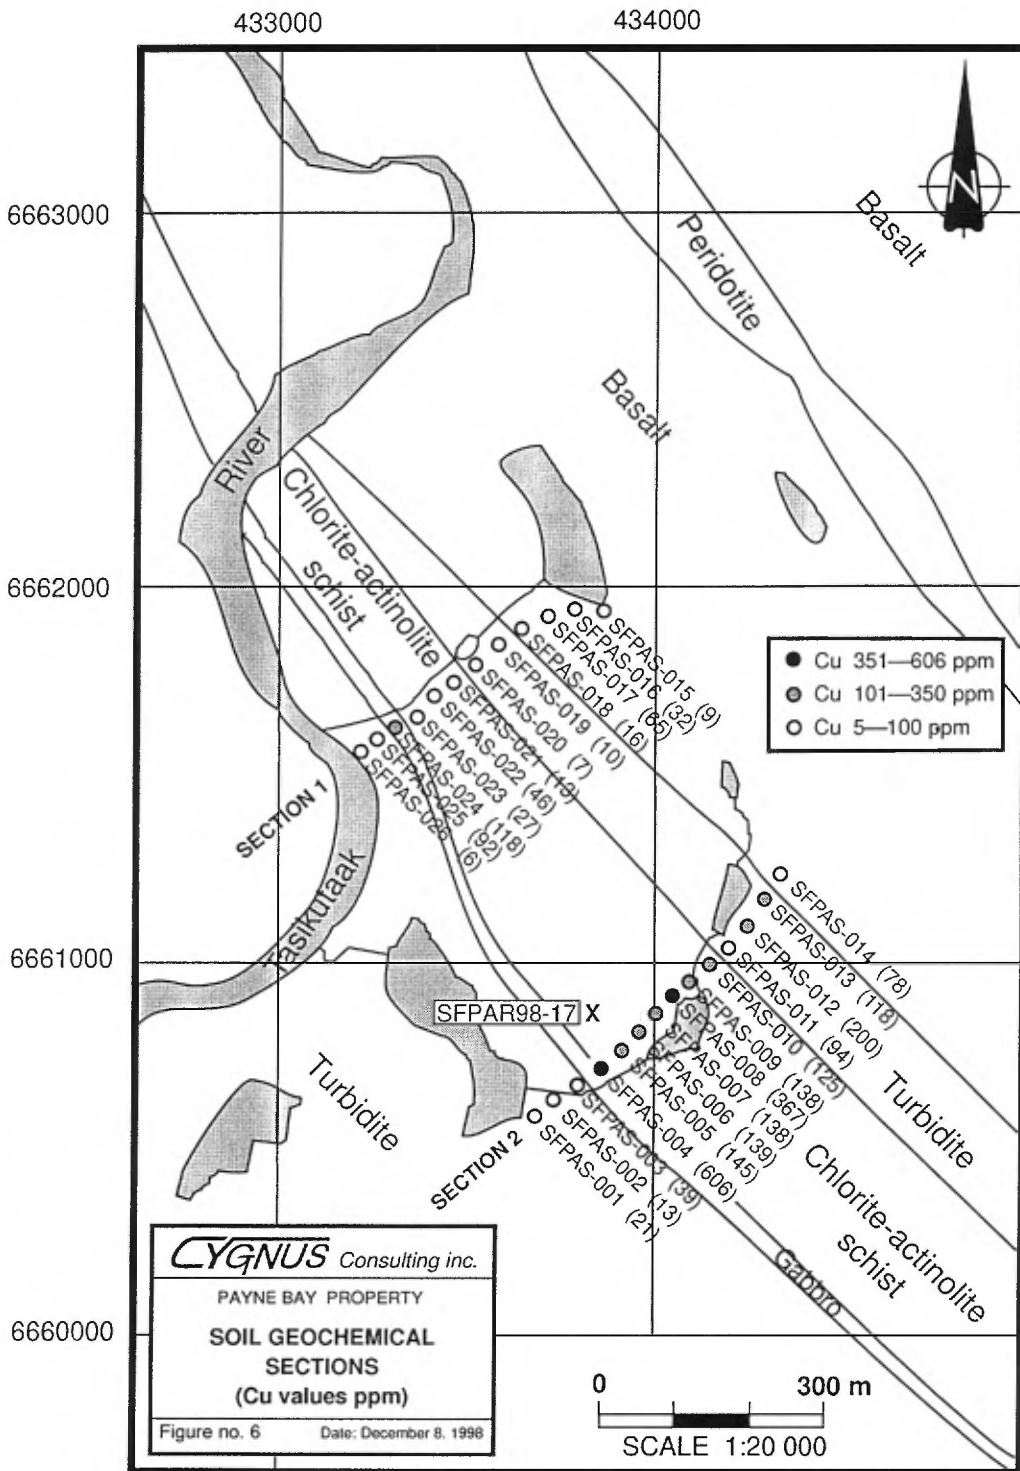 433000
434000
6663000
6662000
6661000
6660000
N
Basalt
Peridotite
Basalt
River
Chlorite-actinolite
schist
Cu 351—606 ppm
Cu 101—350 ppm
Cu 5—100 ppm
SFPAS-015 (9)
SFPAS-016 (32)
SFPAS-017 (65)
SFPAS-018 (16)
SFPAS-019 (10)
SFPAS-020 (7)
SFPAS-021 (13)
SFPAS-022 (46)
SFPAS-023 (27)
SFPAS-024 (118)
SFPAS-025 (92)
SFPAS-026 (6)
SECTION 1
Tasikutaak
SFPAS-014 (78)
SFPAS-013 (118)
SFPAS-012 (200)
SFPAS-011 (94)
SFPAS-010 (125)
SFPAS-009 (138)
SFPAS-008 (367)
SFPAS-007 (138)
SFPAS-006 (139)
SFPAS-005 (145)
SFPAS-004 (606)
SFPAS-003 (39)
SFPAS-002 (13)
SFPAS-001 (21)
SECTION 2
SFPAR98-17 X
Turbidite
Turbidite
Chlorite-actinolite
schist
Gabbro
CYGNUS Consulting inc.
PAYNE BAY PROPERTY
SOIL GEOCHEMICAL
SECTIONS
(Cu values ppm)
Figure no. 6 Date: December 8. 1998
0 300 m
SCALE 1:20 000